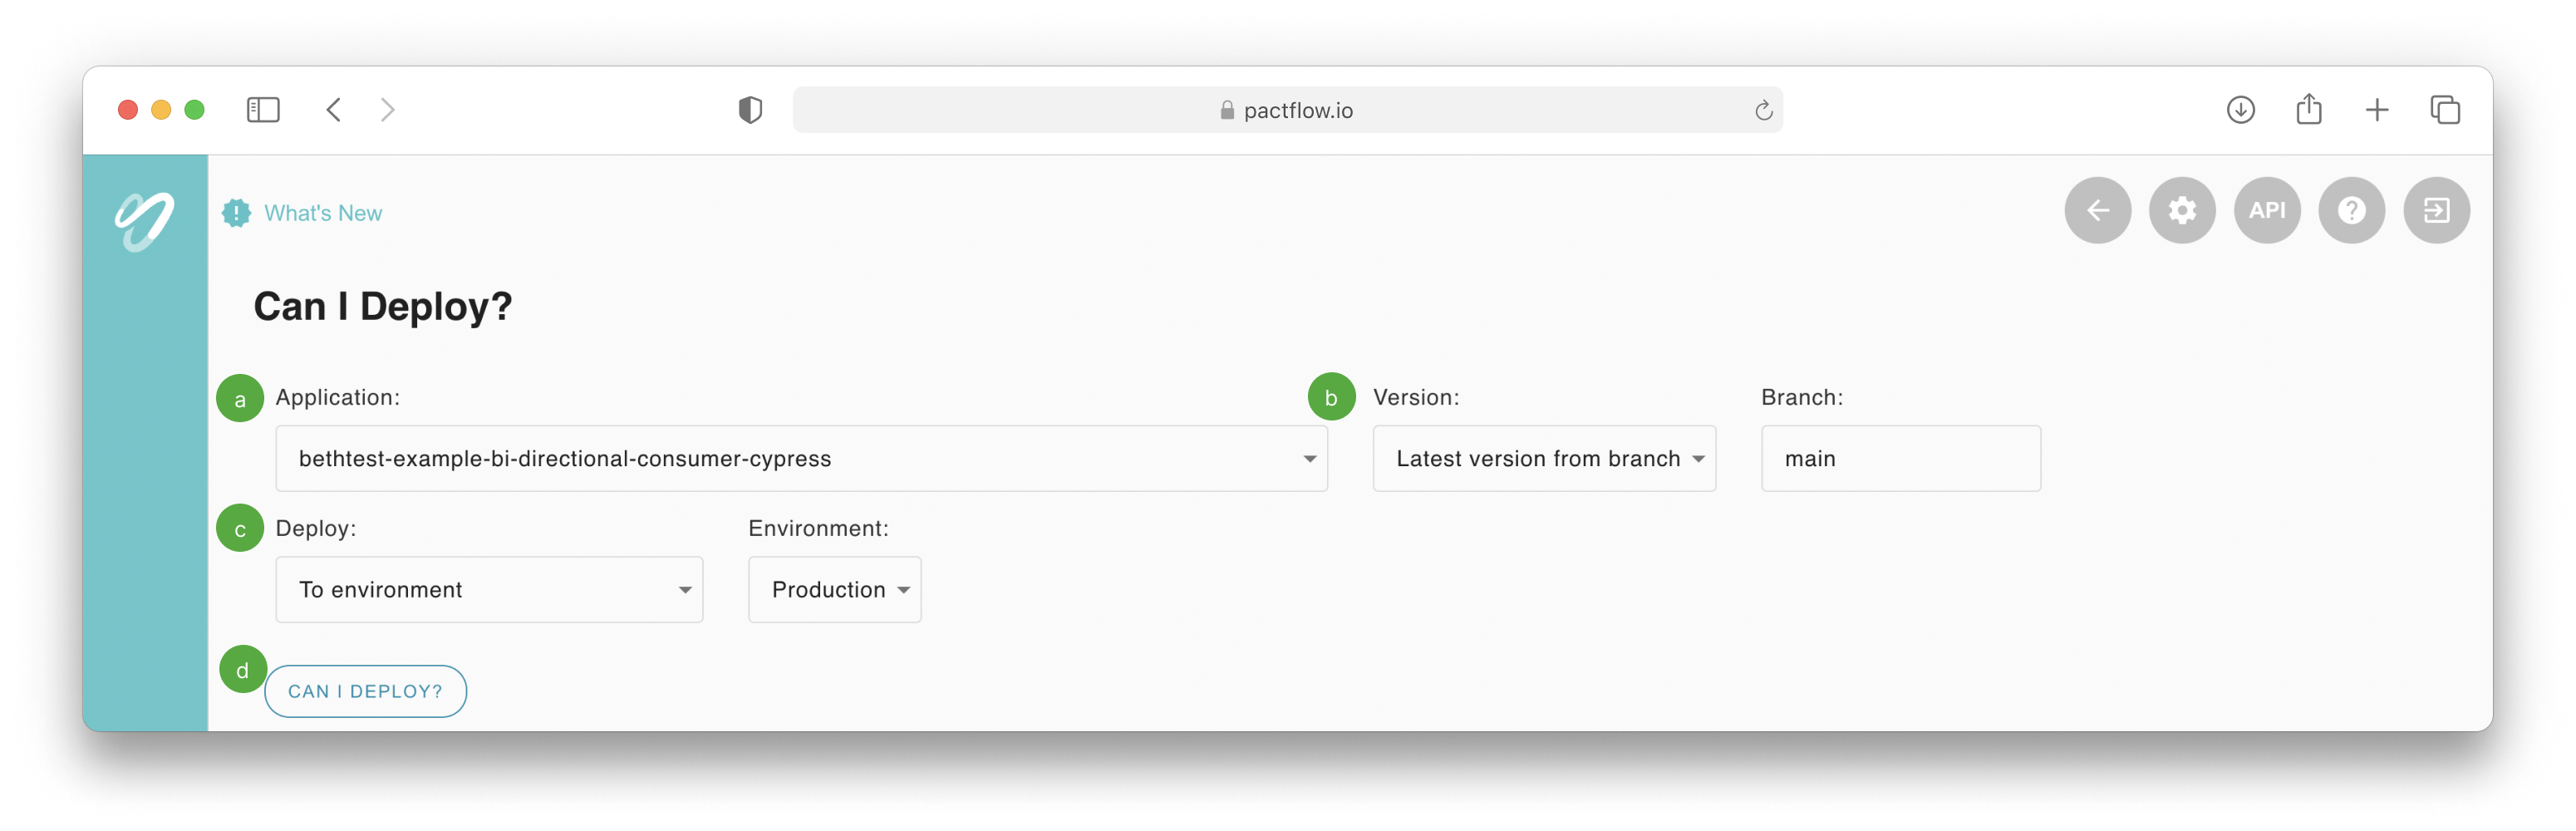 pactflow.io
What's New
API
Can I Deploy?
a Application:
b Version:
Branch:
bethtest-example-bi-directional-consumer-cypress
Latest version from branch
main
c Deploy:
Environment:
To environment
Production
d CAN I DEPLOY?